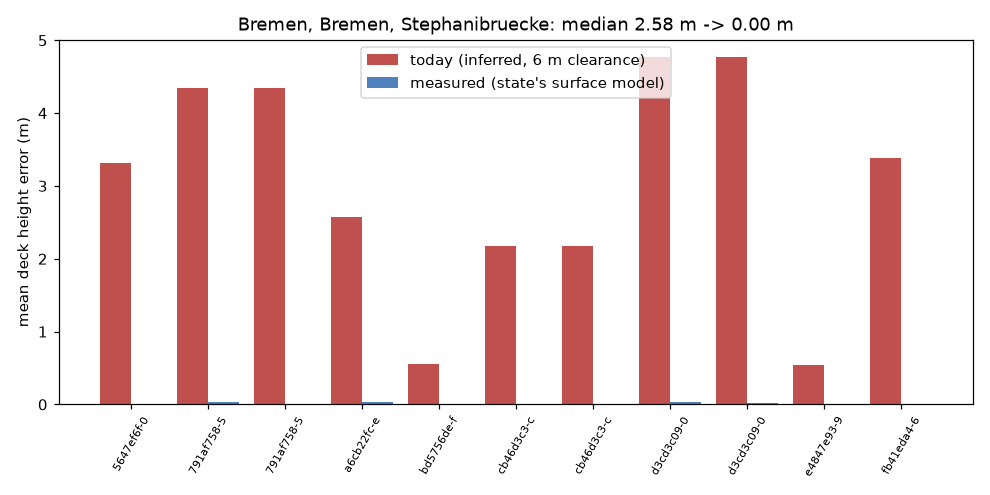 Bremen, Bremen, Stephanibruecke: median 2.58 m -> 0.00 m
today (inferred, 6 m clearance)
measured (state's surface model)
mean deck height error (m)
5
4
3
2
1
0
5647ef6f-0
791af758-5
791af758-5
a6cb22fc-e
bd5756de-f
cb46d3c3-c
cb46d3c3-c
d3cd3c09-0
d3cd3c09-0
e4847e93-9
fb41eda4-6